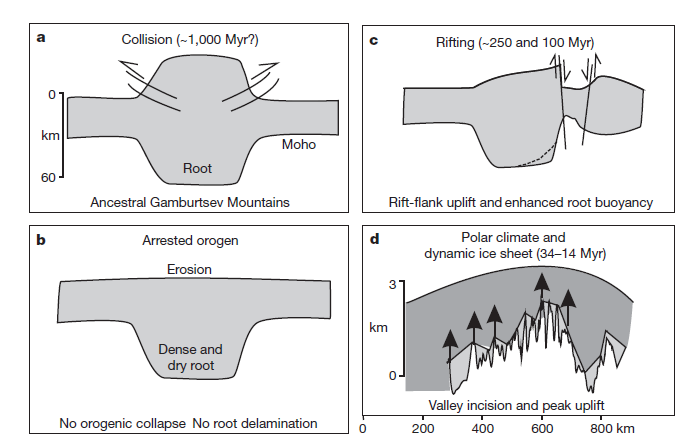 a
Collision (~1,000 Myr?)
0
km
60
Root
Moho
Ancestral Gamburtsev Mountains
c
Rifting (~250 and 100 Myr)
Rift-flank uplift and enhanced root buoyancy
b
Arrested orogen
Erosion
Dense and
dry root
No orogenic collapse No root delamination
d
Polar climate and
dynamic ice sheet (34–14 Myr)
3
km
0
Valley incision and peak uplift
0 200 400 600 800 km